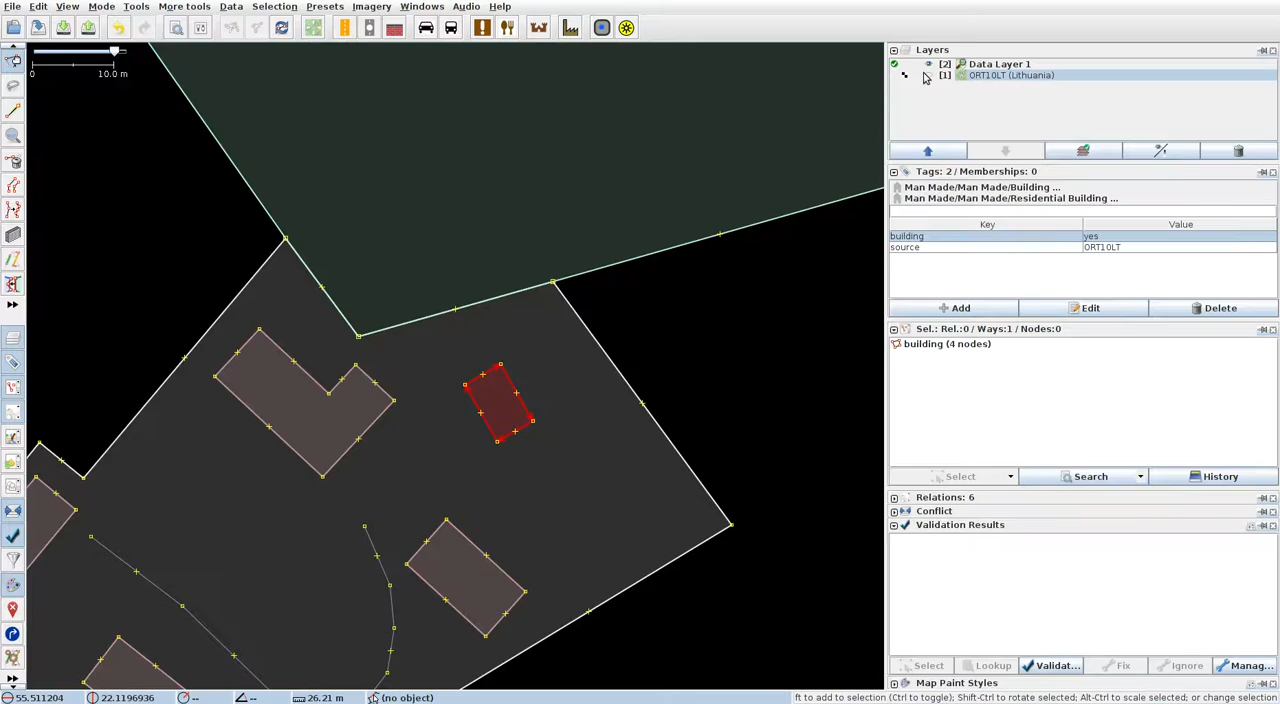 File Edit View Mode Tools More tools Data Selection Presets Imagery Windows Audio Help
0 10.0 m
Layers
[2] Data Layer 1
[1] ORT10LT (Lithuania)
Tags: 2 / Memberships: 0
Man Made/Man Made/Building ...
Man Made/Man Made/Residential Building ...
Key Value
building yes
source ORT10LT
Add Edit Delete
Sel.: Rel.:0 / Ways:1 / Nodes:0
building (4 nodes)
Select Search History
Relations: 6
Conflict
Validation Results
Select Lookup Validat... Fix Ignore Manag...
Map Paint Styles
55.511204 22.1196936 -- -- 26.21 m (no object) ft to add to selection (Ctrl to toggle); Shift-Ctrl to rotate selected; Alt-Ctrl to scale selected; or change selection